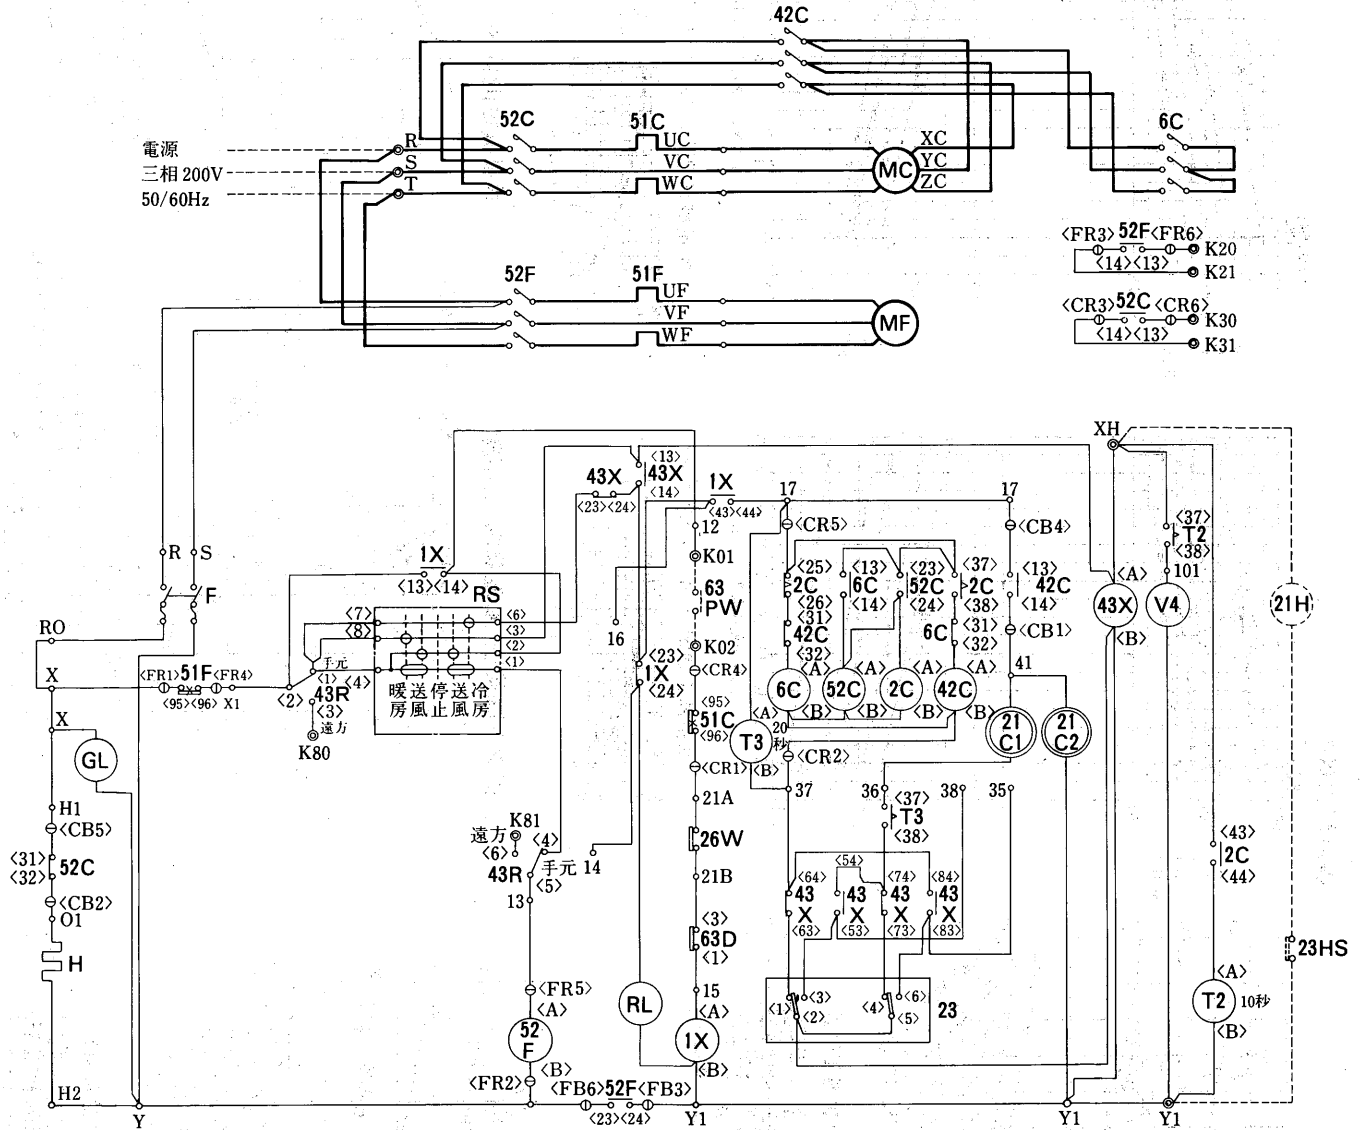 42C
52C
51C
6C
電源
三相 200V
50/60Hz
R
S
T
UC
VC
WC
MC
XC
YC
ZC
<FR3> 52F <FR6>
K20
<14><13>
K21
<CR3> 52C <CR6>
K30
<14><13>
K31
52F
51F
UF
VF
WF
MF
XH
<13>
43X
43X
<14>
<23><24>
1X
<43><44>
17
17
<CR5>
<CB4>
12
K01
63
PW
K02
<CR4>
<95>
51C
<96>
<CR1>
21A
26W
21B
<3>
63D
<1>
15
<A>
1X
<B>
R
S
F
1X
<13><14>
RS
<7>
<8>
<6>
<3>
<2>
<1>
手元
<1>
<4>
43R
<2>
<3>
遠方
K80
暖送停送冷
房風止風房
RO
X
<FR1> 51F <FR4>
<95><96> X1
X
GL
H1
<CB5>
<31>
52C
<32>
<CB2>
O1
H
H2
Y
16
<23>
1X
<24>
<25>
2C
<26>
<31>
42C
<32>
<13>
6C
<14>
<23>
52C
<24>
<37>
2C
<38>
6C
<31>
<32>
<13>
42C
<14>
<CB1>
41
<A>
<A>
<A>
6C
52C
2C
42C
<B>
<B>
<B>
<A>
T3
<B>
20
秒
<CR2>
37
21
C1
21
C2
<A>
43X
<B>
<37>
T2
<38>
101
V4
21H
36
38
35
<37>
T3
<38>
<64>
<54>
<74>
<84>
43
X
43
X
43
X
43
X
<63>
<53>
<73>
<83>
<1>
<3>
<2>
<4>
<6>
<5>
23
遠方
K81
<6>
<4>
43R
手元
14
<5>
13
<FR5>
<A>
52
F
<B>
<FR2>
RL
<FB6> 52F <FB3>
<23><24>
Y1
Y1
Y1
<43>
2C
<44>
<A>
T2
10秒
<B>
23HS